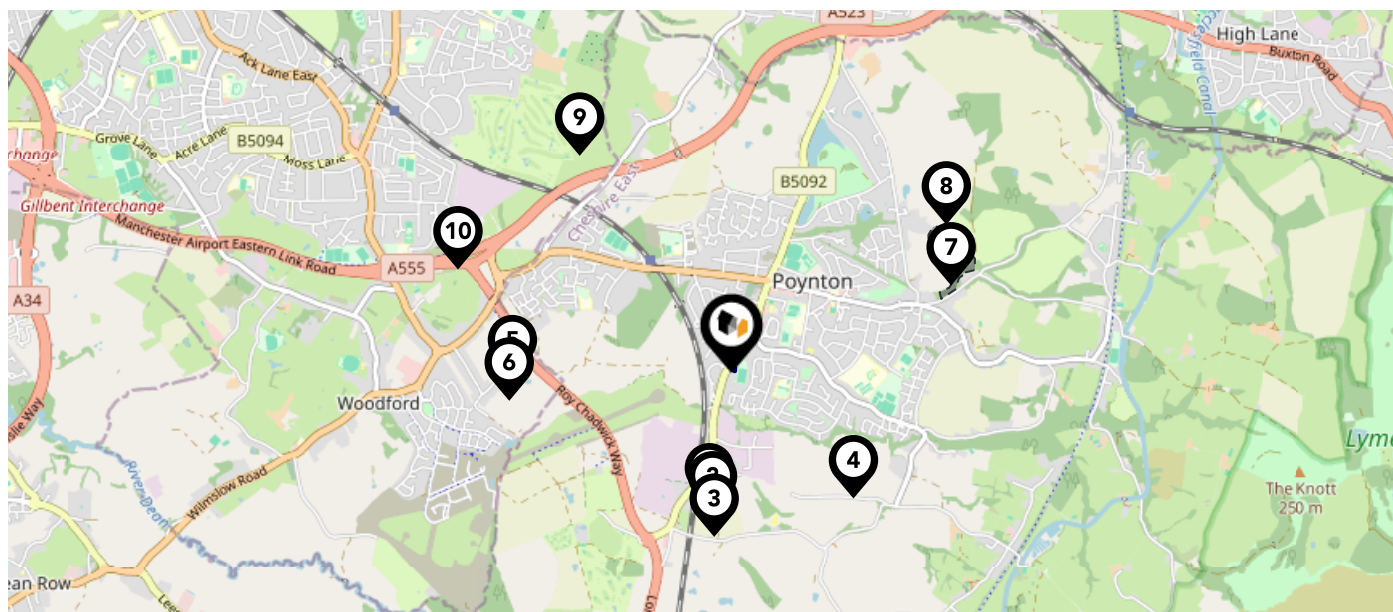 A523
High Lane
Buxton Road
Ack Lane East
9
B5094
Grove Lane
Acre Lane
Moss Lane
B5092
8
Gillbent Interchange
Cheshire East
10
Manchester Airport Eastern Link Road
A555
7
Poynton
A34
5
6
Woodford
Roy Chadwick Way
4
3
River Dean
Wilmslow Road
The Knott
250 m